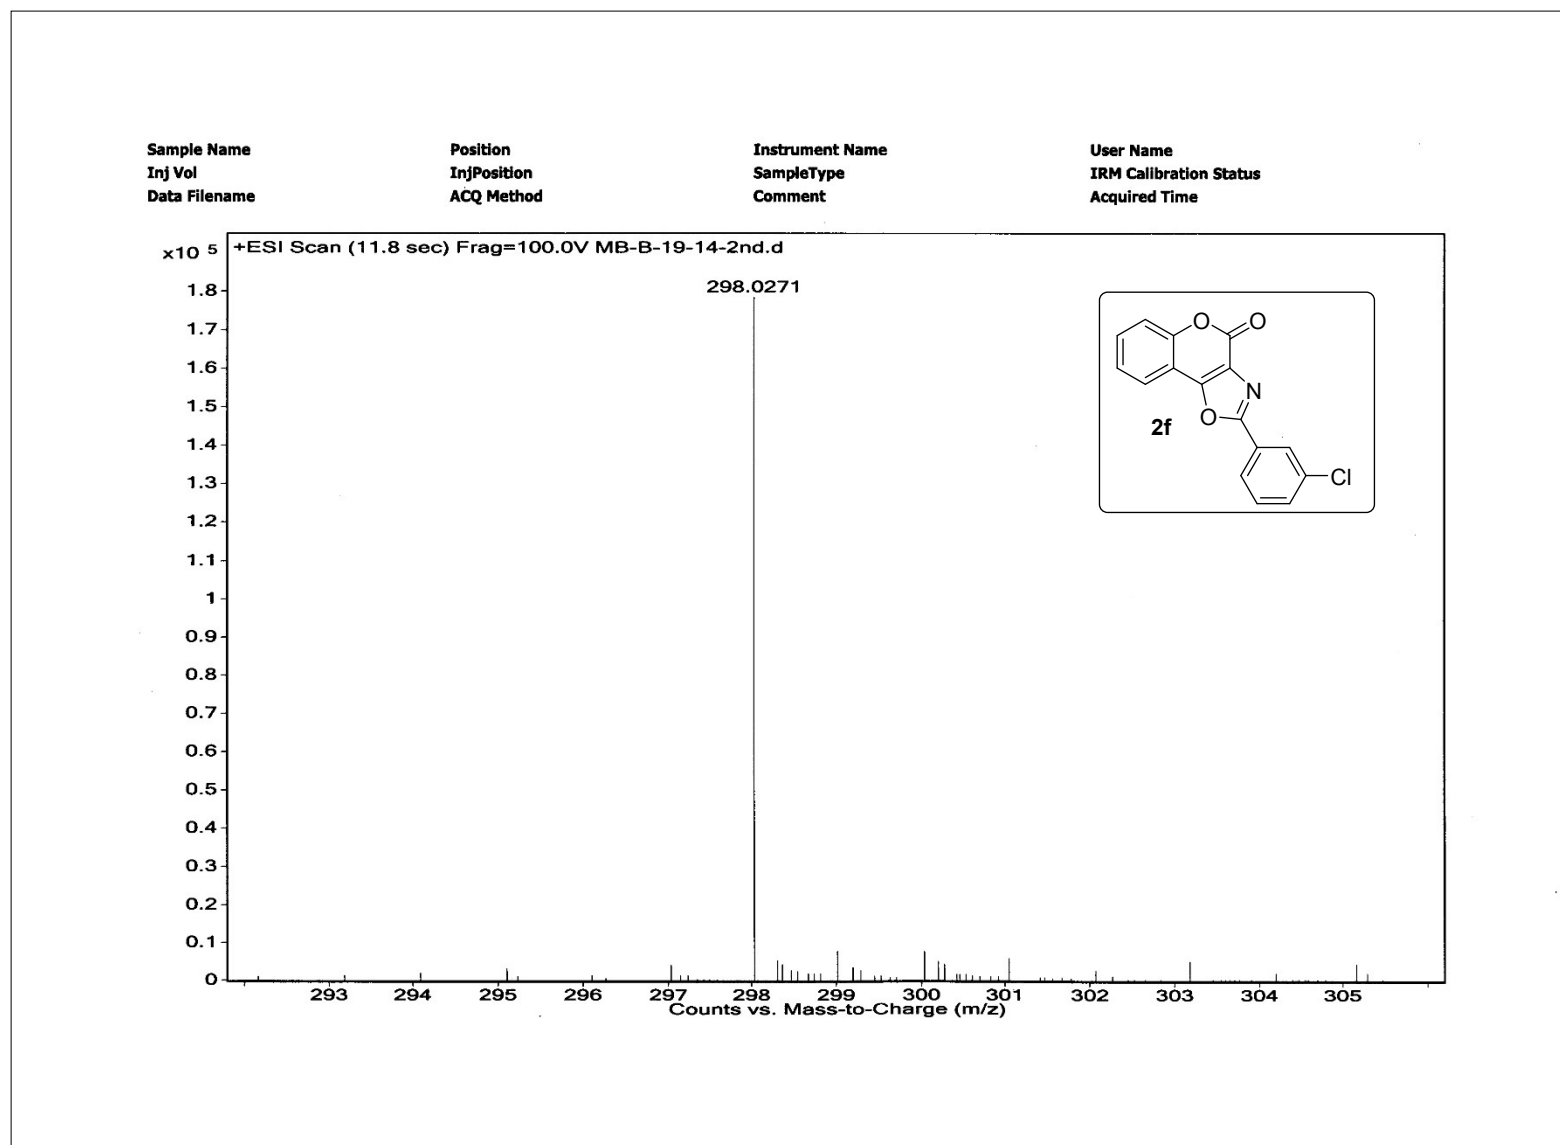 Sample Name Position Instrument Name User Name
Inj Vol InjPosition SampleType IRM Calibration Status
Data Filename ACQ Method Comment Acquired Time
x10 5 +ESI Scan (11.8 sec) Frag=100.0V MB-B-19-14-2nd.d
298.0271
1.8
1.7
1.6
1.5
1.4
1.3
1.2
1.1
1
0.9
0.8
0.7
0.6
0.5
0.4
0.3
0.2
0.1
0
O O
N
O
2f
Cl
293 294 295 296 297 298 299 300 301 302 303 304 305
Counts vs. Mass-to-Charge (m/z)